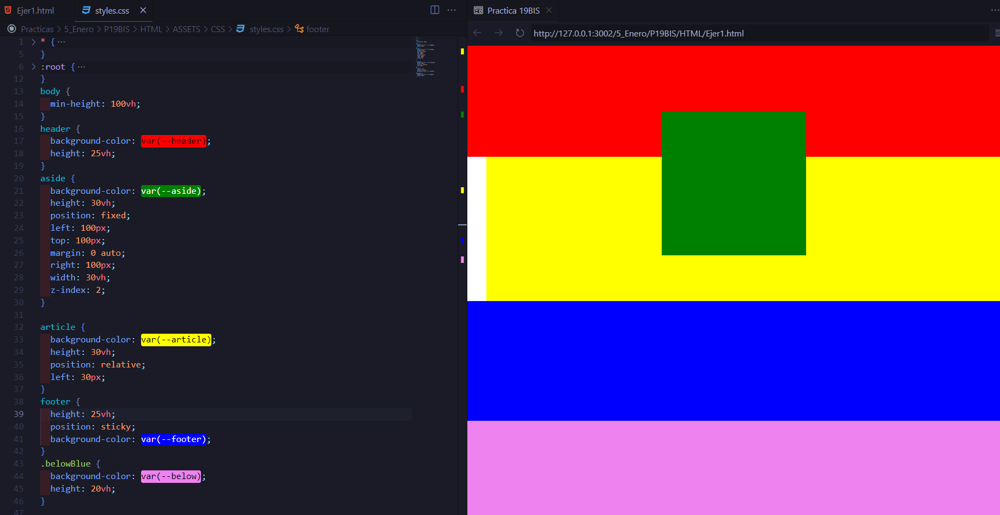 Ejer1.html styles.css
Practicas > 5_Enero > P19BIS > HTML > ASSETS > CSS > styles.css > footer
1 > * { ···
5 }
6 > :root { ···
12 }
13 body {
14 min-height: 100vh;
15 }
16 header {
17 background-color: var(--header);
18 height: 25vh;
19 }
20 aside {
21 background-color: var(--aside);
22 height: 30vh;
23 position: fixed;
24 left: 100px;
25 top: 100px;
26 margin: 0 auto;
27 right: 100px;
28 width: 30vh;
29 z-index: 2;
30 }
31
32 article {
33 background-color: var(--article);
34 height: 30vh;
35 position: relative;
36 left: 30px;
37 }
38 footer {
39 height: 25vh;
40 position: sticky;
41 background-color: var(--footer);
42 }
43 .belowBlue {
44 background-color: var(--below);
45 height: 20vh;
46 }
47
Practica 19BIS
http://127.0.0.1:3002/5_Enero/P19BIS/HTML/Ejer1.html